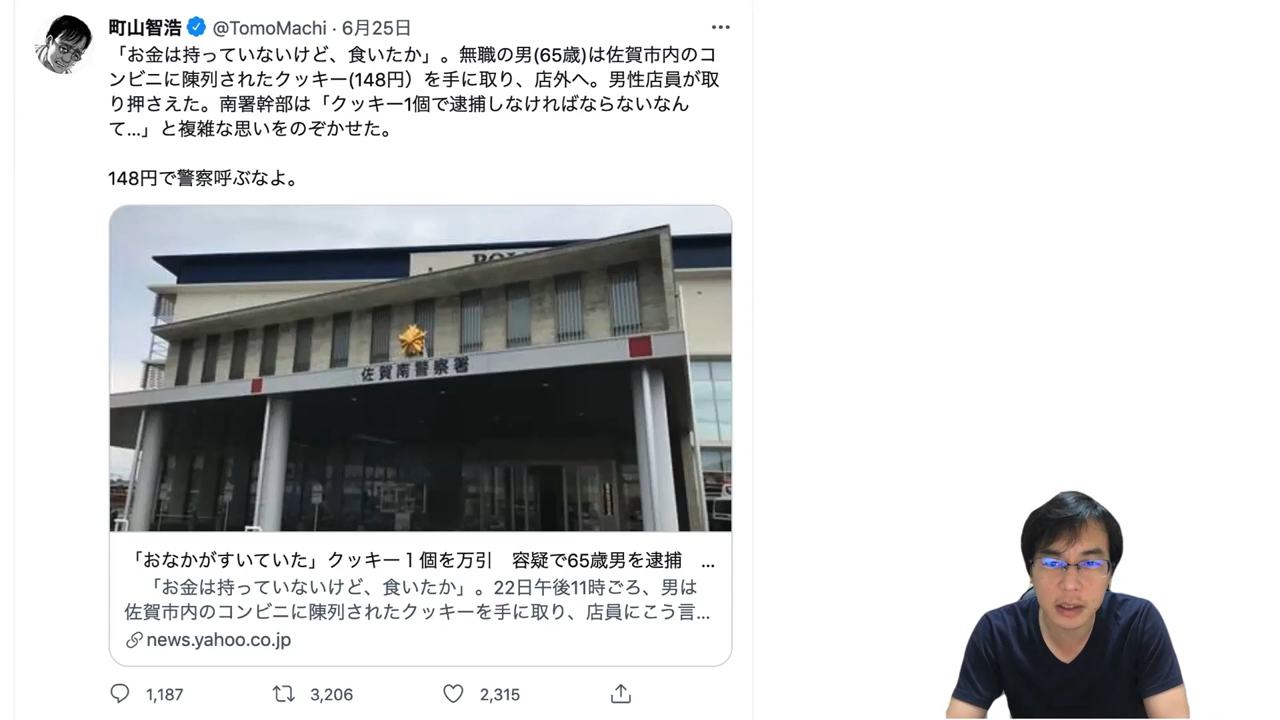 町山智浩 @TomoMachi · 6月25日
「お金は持っていないけど、食いたか」。無職の男(65歳)は佐賀市内のコ
ンビニに陳列されたクッキー(148円）を手に取り、店外へ。男性店員が取
り押さえた。南署幹部は「クッキー1個で逮捕しなければならないなん
て...」と複雑な思いをのぞかせた。
148円で警察呼ぶなよ。
佐賀南警察署
「おなかがすいていた」クッキー１個を万引　容疑で65歳男を逮捕　...
「お金は持っていないけど、食いたか」。22日午後11時ごろ、男は
佐賀市内のコンビニに陳列されたクッキーを手に取り、店員にこう言...
news.yahoo.co.jp
1,187 3,206 2,315